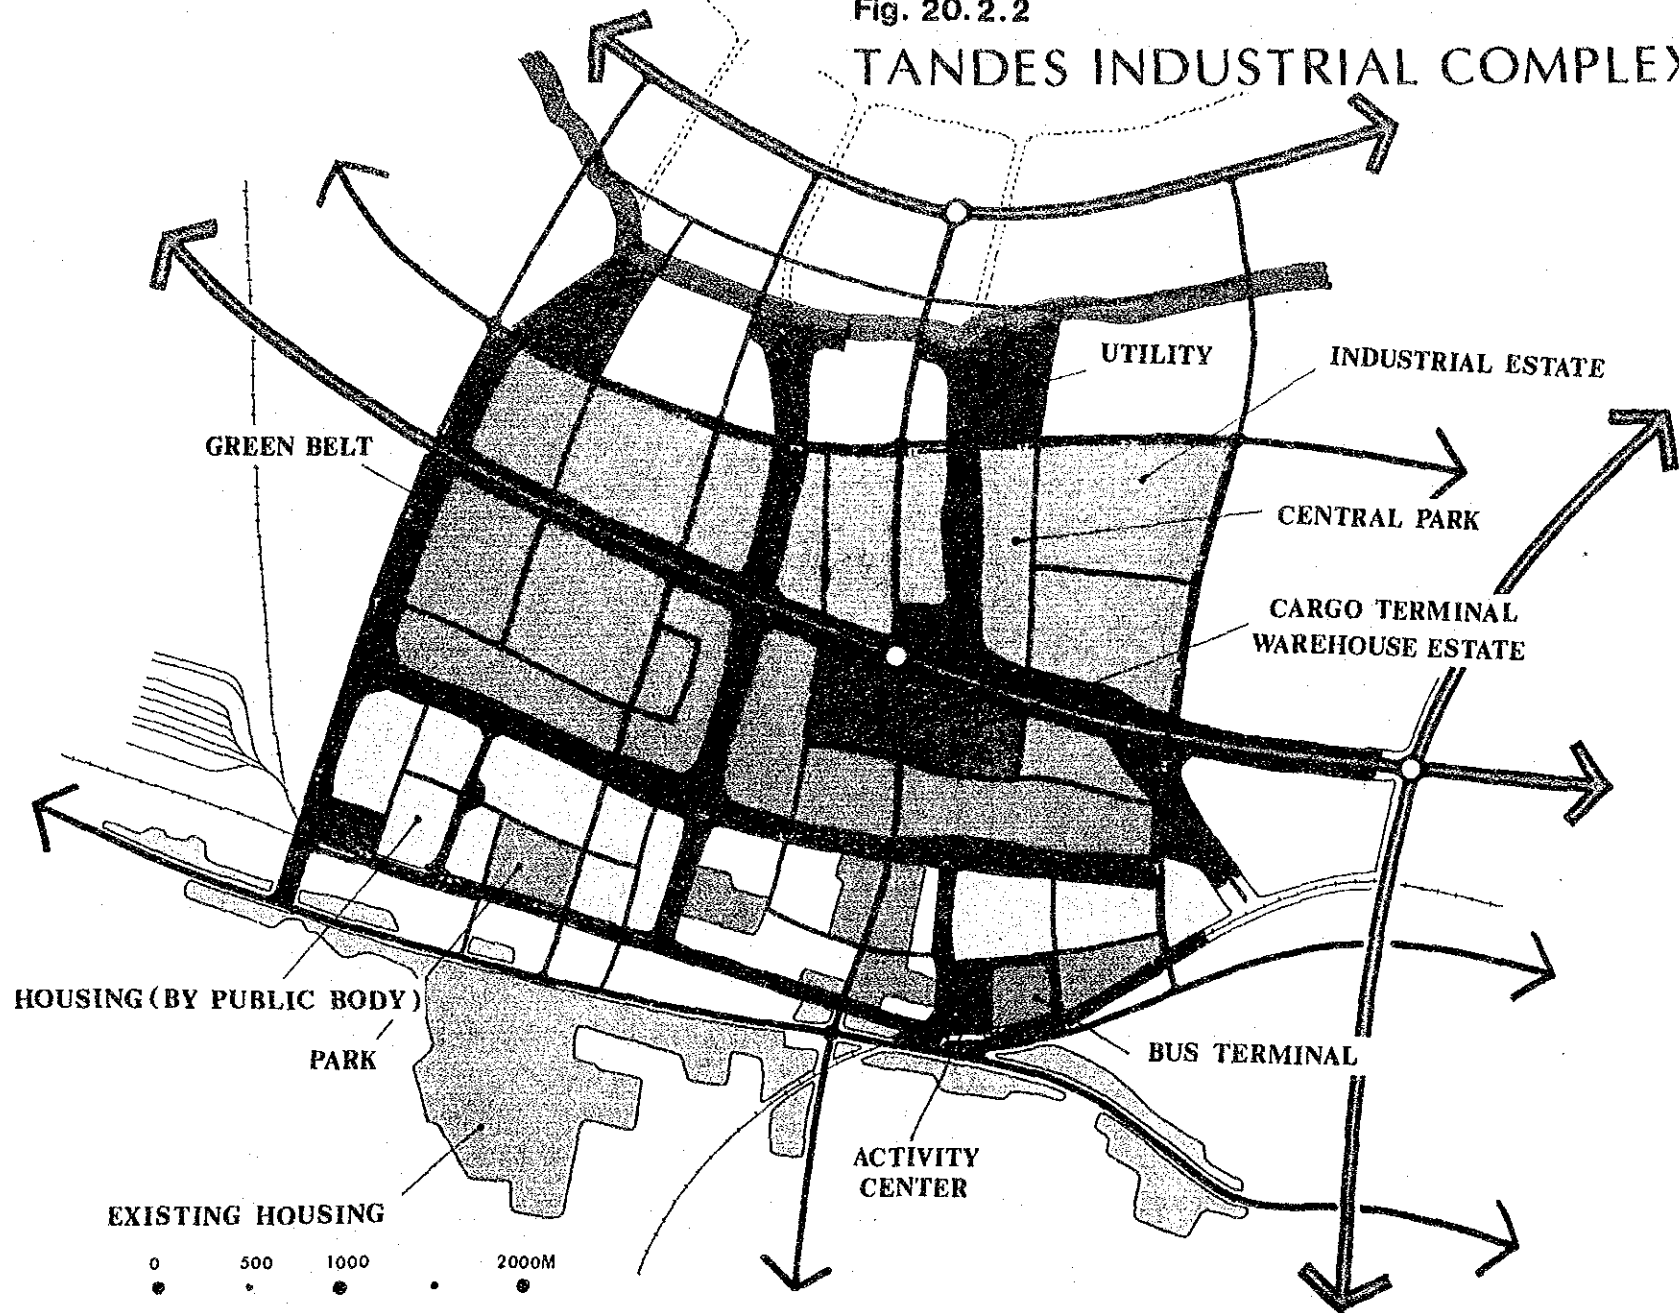 Fig. 20.2.2
TANDES INDUSTRIAL COMPLEX
UTILITY
INDUSTRIAL ESTATE
GREEN BELT
CENTRAL PARK
CARGO TERMINAL
WAREHOUSE ESTATE
HOUSING (BY PUBLIC BODY)
PARK
BUS TERMINAL
ACTIVITY
CENTER
EXISTING HOUSING
0 500 1000 2000M